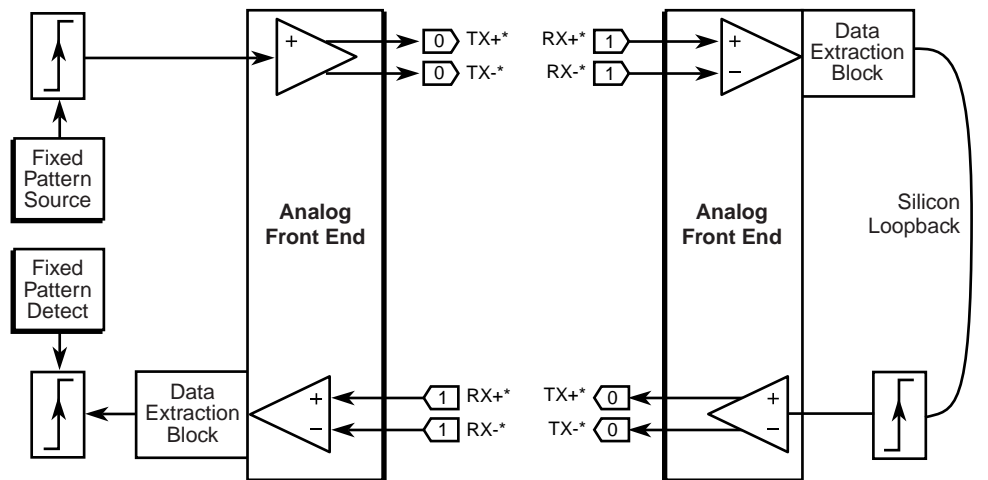 Fixed
Pattern
Source
Fixed
Pattern
Detect
+
Analog
Front End
0 TX+*
0 TX-*
Data
Extraction
Block
+
−
1 RX+*
1 RX-*
RX+* 1
RX-* 1
+
−
Data
Extraction
Block
Analog
Front End
Silicon
Loopback
TX+* 0
TX-* 0
+
−